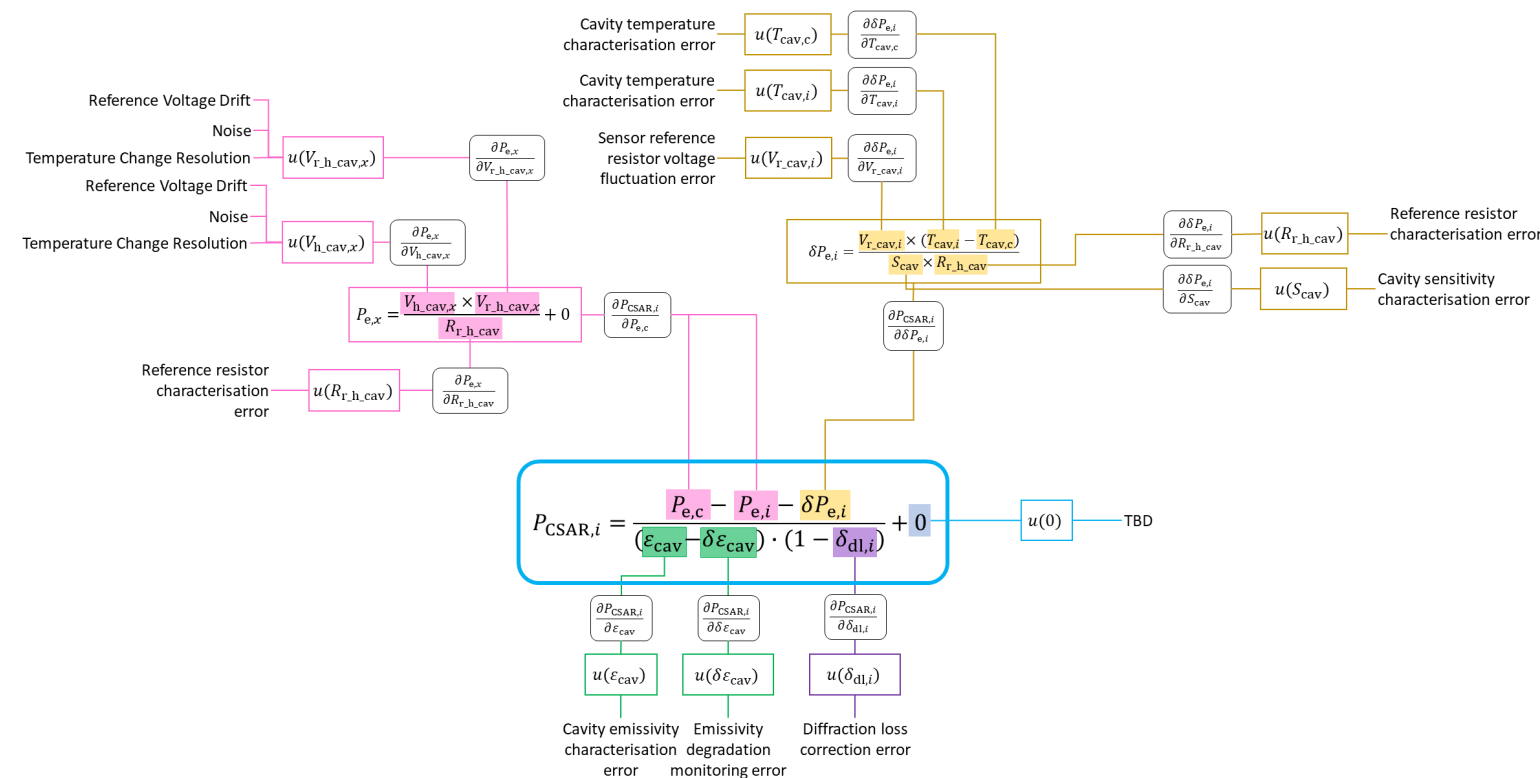 Cavity temperature
characterisation error
u(T_cav,c)
∂δP_e,i / ∂T_cav,c
Cavity temperature
characterisation error
u(T_cav,i)
∂δP_e,i / ∂T_cav,i
Sensor reference
resistor voltage
fluctuation error
u(V_r_cav,i)
∂δP_e,i / ∂V_r_cav,i
Reference Voltage Drift
Noise
Temperature Change Resolution
u(V_r_h_cav,x)
∂P_e,x / ∂V_r_h_cav,x
Reference Voltage Drift
Noise
Temperature Change Resolution
u(V_h_cav,x)
∂P_e,x / ∂V_h_cav,x
P_e,x = (V_h_cav,x × V_r_h_cav,x) / R_r_h_cav + 0
∂P_CSAR,i / ∂P_e,c
Reference resistor
characterisation
error
u(R_r_h_cav)
∂P_e,x / ∂R_r_h_cav
δP_e,i = V_r_cav,i × (T_cav,i − T_cav,c) / S_cav × R_r_h_cav
∂δP_e,i / ∂R_r_h_cav
u(R_r_h_cav)
Reference resistor
characterisation error
∂δP_e,i / ∂S_cav
u(S_cav)
Cavity sensitivity
characterisation error
∂P_CSAR,i / ∂δP_e,i
P_CSAR,i = (P_e,c − P_e,i − δP_e,i) / (ε_cav − δε_cav) · (1 − δ_dl,i) + 0
u(0)
TBD
∂P_CSAR,i / ∂ε_cav
∂P_CSAR,i / ∂δε_cav
∂P_CSAR,i / ∂δ_dl,i
u(ε_cav)
u(δε_cav)
u(δ_dl,i)
Cavity emissivity
characterisation
error
Emissivity
degradation
monitoring error
Diffraction loss
correction error